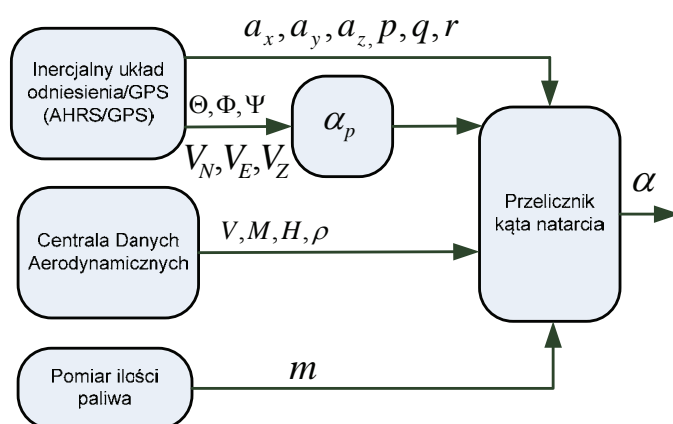 a_x, a_y, a_z, p, q, r
Inercjalny układ
odniesienia/GPS
(AHRS/GPS)
Θ,Φ,Ψ
V_N, V_E, V_Z
α_p
Przelicznik
kąta natarcia
α
Centrala Danych
Aerodynamicznych
V,M,H,ρ
Pomiar ilości
paliwa
m